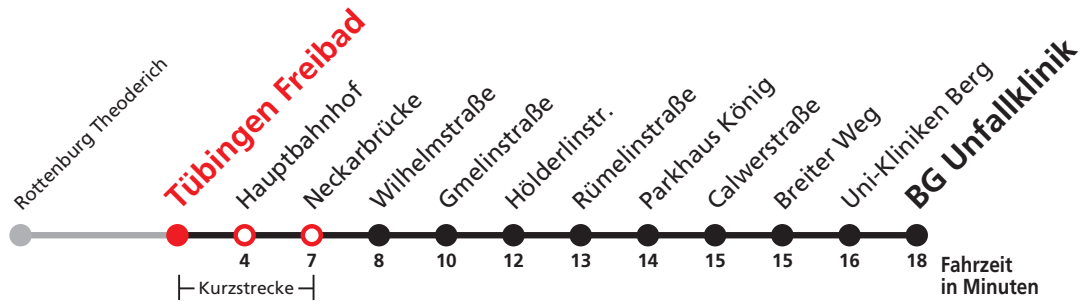 Rottenburg Theoderich
Tübingen Freibad
Hauptbahnhof
Neckarbrücke
Wilhelmstraße
Gmelinstraße
Hölderlinstr.
Rümelinstraße
Parkhaus König
Calwerstraße
Breiter Weg
Uni-Kliniken Berg
BG Unfallklinik
4 7 8 10 12 13 14 15 15 16 18
Fahrzeit
in Minuten
Kurzstrecke